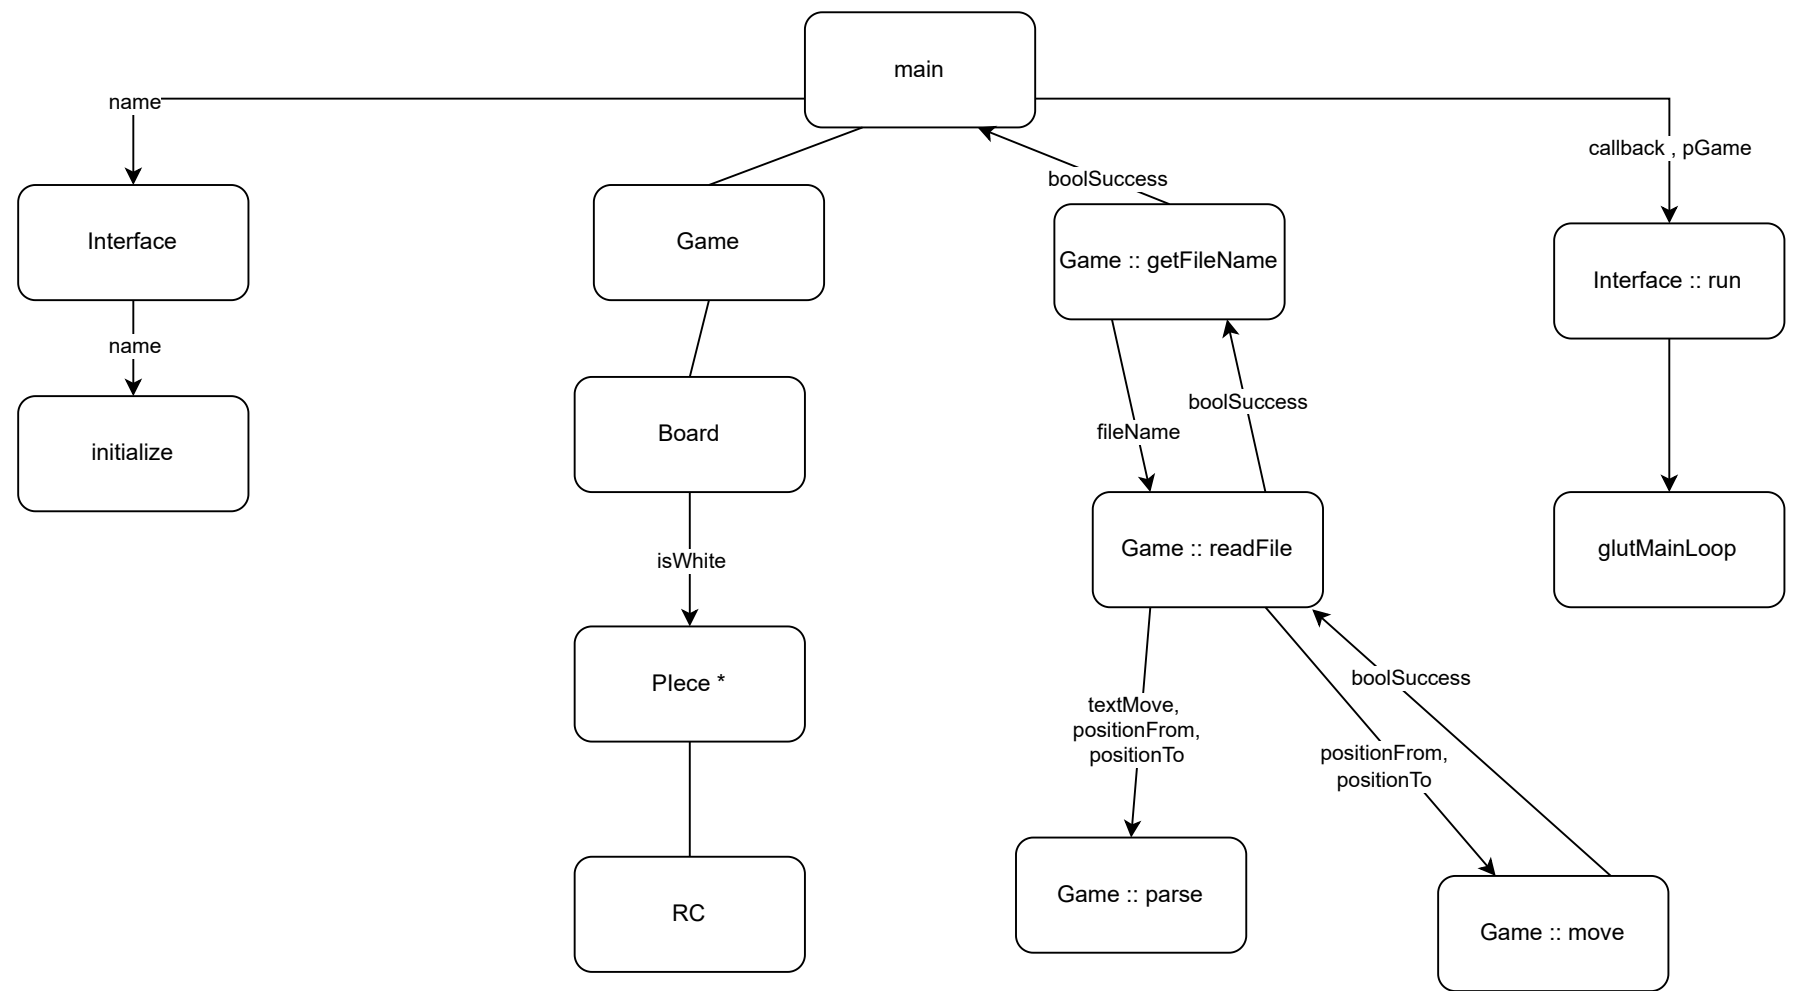 main
name
callback , pGame
boolSuccess
Interface
Game
Game :: getFileName
Interface :: run
name
boolSuccess
fileName
Board
initialize
Game :: readFile
glutMainLoop
isWhite
PIece *
boolSuccess
textMove,
positionFrom,
positionTo
positionFrom,
positionTo
Game :: parse
RC
Game :: move